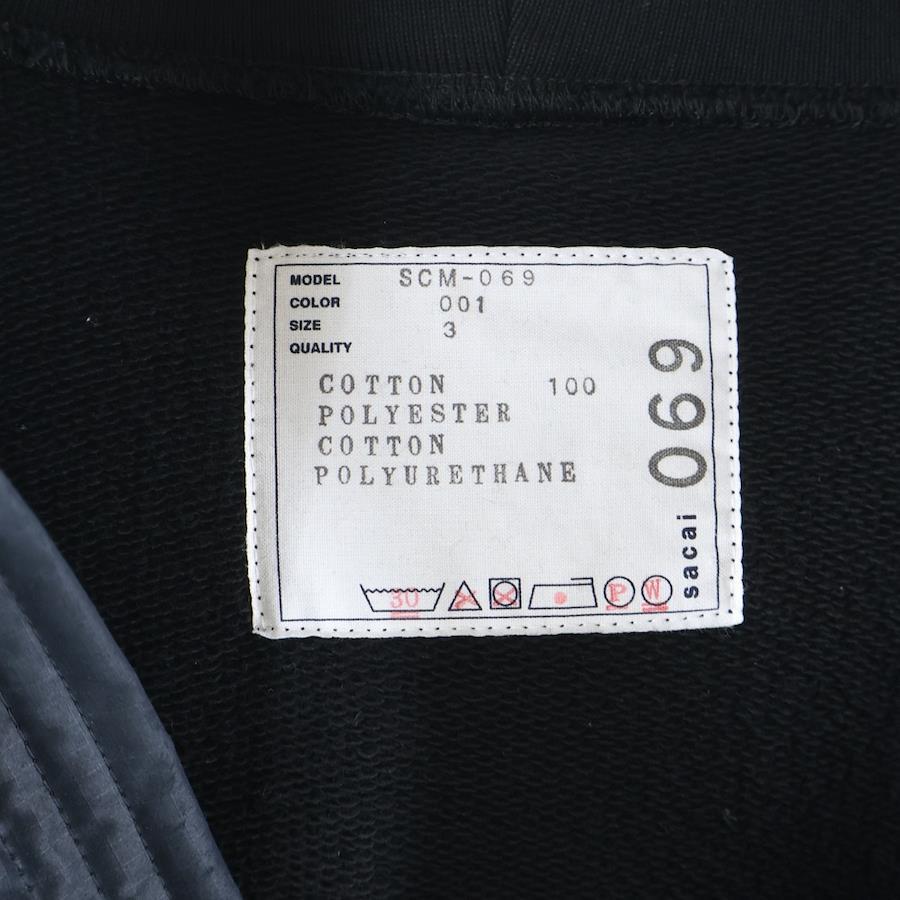 MODEL SCM-069
COLOR 001
SIZE 3
QUALITY
COTTON 100
POLYESTER
COTTON
POLYURETHANE
069
sacai
30 P W